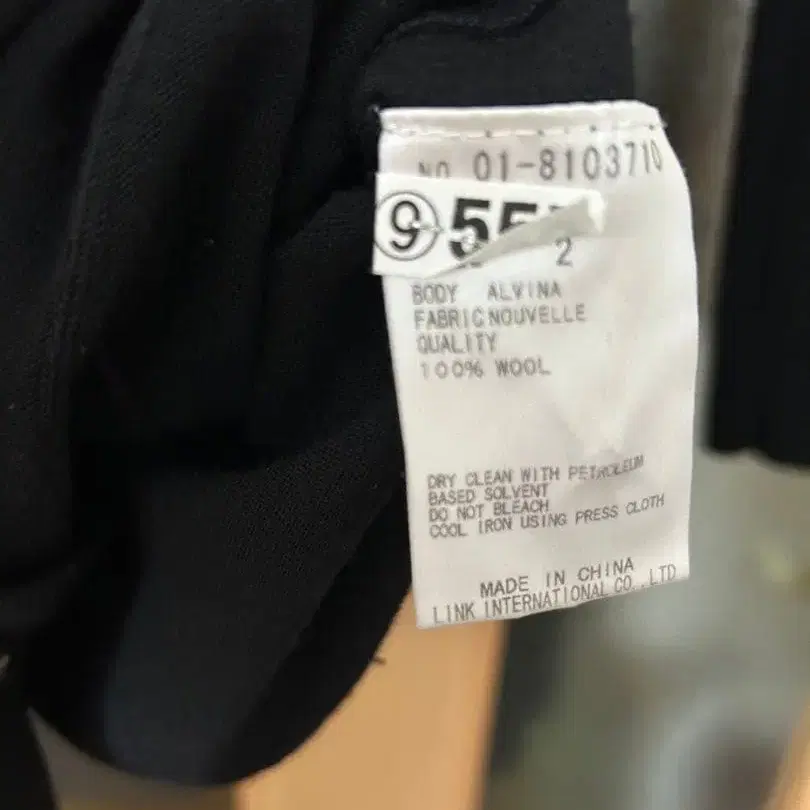 NO 01-8103710
⑨ 55
2
BODY ALVINA
FABRIC NOUVELLE
QUALITY
100% WOOL
DRY CLEAN WITH PETROLEUM
BASED SOLVENT
DO NOT BLEACH
COOL IRON USING PRESS CLOTH
MADE IN CHINA
LINK INTERNATIONAL CO.,LTD